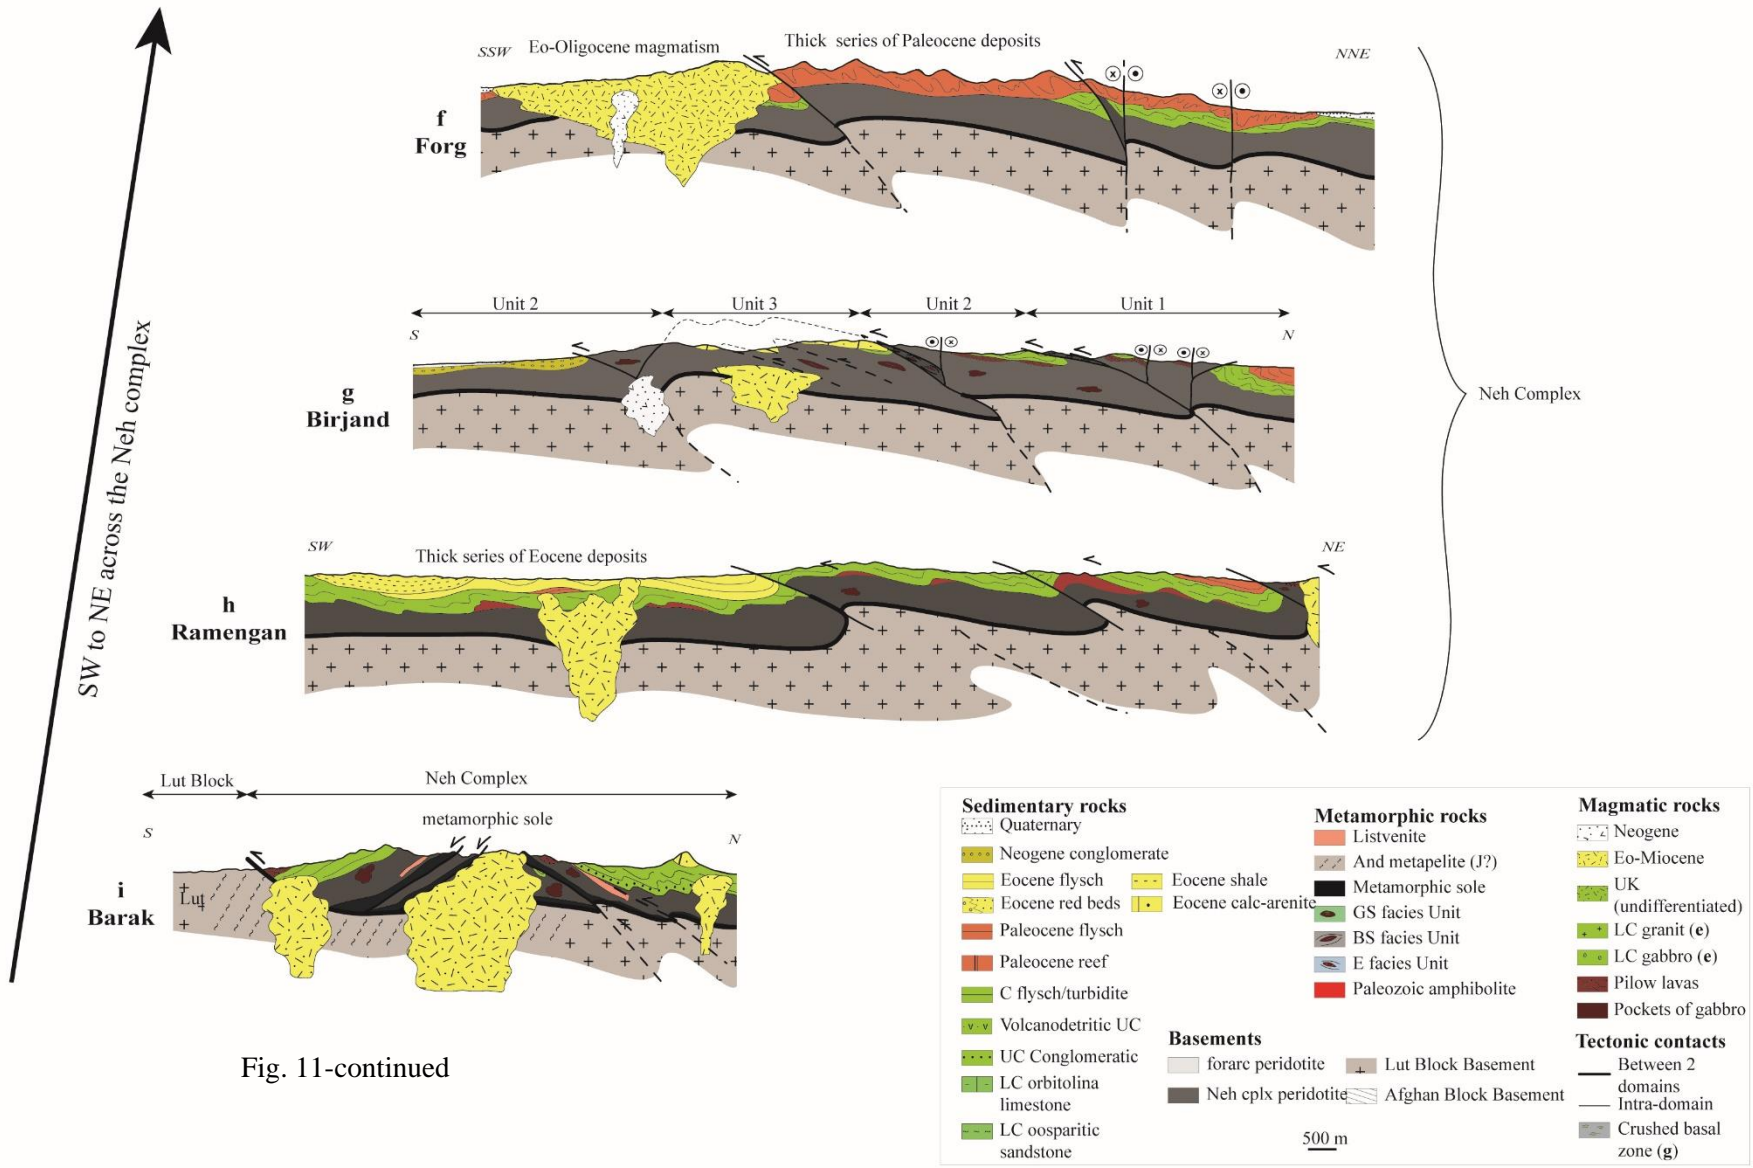 SW to NE across the Neh complex
SSW
Eo-Oligocene magmatism
Thick series of Paleocene deposits
NNE
f
Forg
Unit 2
Unit 3
Unit 2
Unit 1
S
N
g
Birjand
Neh Complex
SW
Thick series of Eocene deposits
NE
h
Ramengan
Lut Block
Neh Complex
S
metamorphic sole
N
i
Barak
Lut
Fig. 11-continued
Sedimentary rocks
Quaternary
Neogene conglomerate
Eocene flysch
Eocene shale
Eocene red beds
Eocene calc-arenite
Paleocene flysch
Paleocene reef
C flysch/turbidite
Volcanodetritic UC
UC Conglomeratic
LC orbitolina
limestone
LC oosparitic
sandstone
Metamorphic rocks
Listvenite
And metapelite (J?)
Metamorphic sole
GS facies Unit
BS facies Unit
E facies Unit
Paleozoic amphibolite
Basements
forarc peridotite
Lut Block Basement
Neh cplx peridotite
Afghan Block Basement
500 m
Magmatic rocks
Neogene
Eo-Miocene
UK
(undifferentiated)
LC granit (e)
LC gabbro (e)
Pilow lavas
Pockets of gabbro
Tectonic contacts
Between 2
domains
Intra-domain
Crushed basal
zone (g)